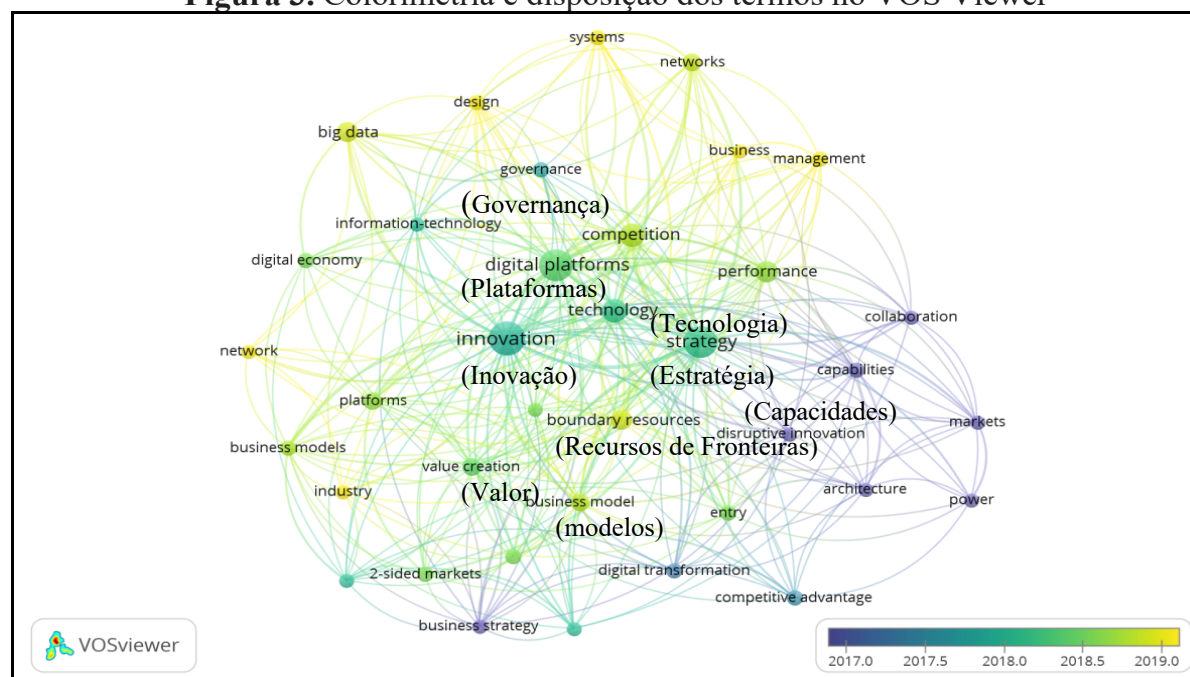 Figura 3. Colorimetria e disposição dos termos no VOS Viewer
systems
networks
design
big data
business
management
governance
(Governança)
information-technology
competition
digital economy
digital platforms
performance
(Plataformas)
technology
(Tecnologia)
collaboration
innovation
strategy
network
(Inovação)
(Estratégia)
capabilities
platforms
(Capacidades)
boundary resources
markets
disruptive innovation
business models
(Recursos de Fronteiras)
value creation
industry
(Valor)
business model
architecture
power
entry
(modelos)
2-sided markets
digital transformation
competitive advantage
business strategy
VOSviewer
2017.0 2017.5 2018.0 2018.5 2019.0